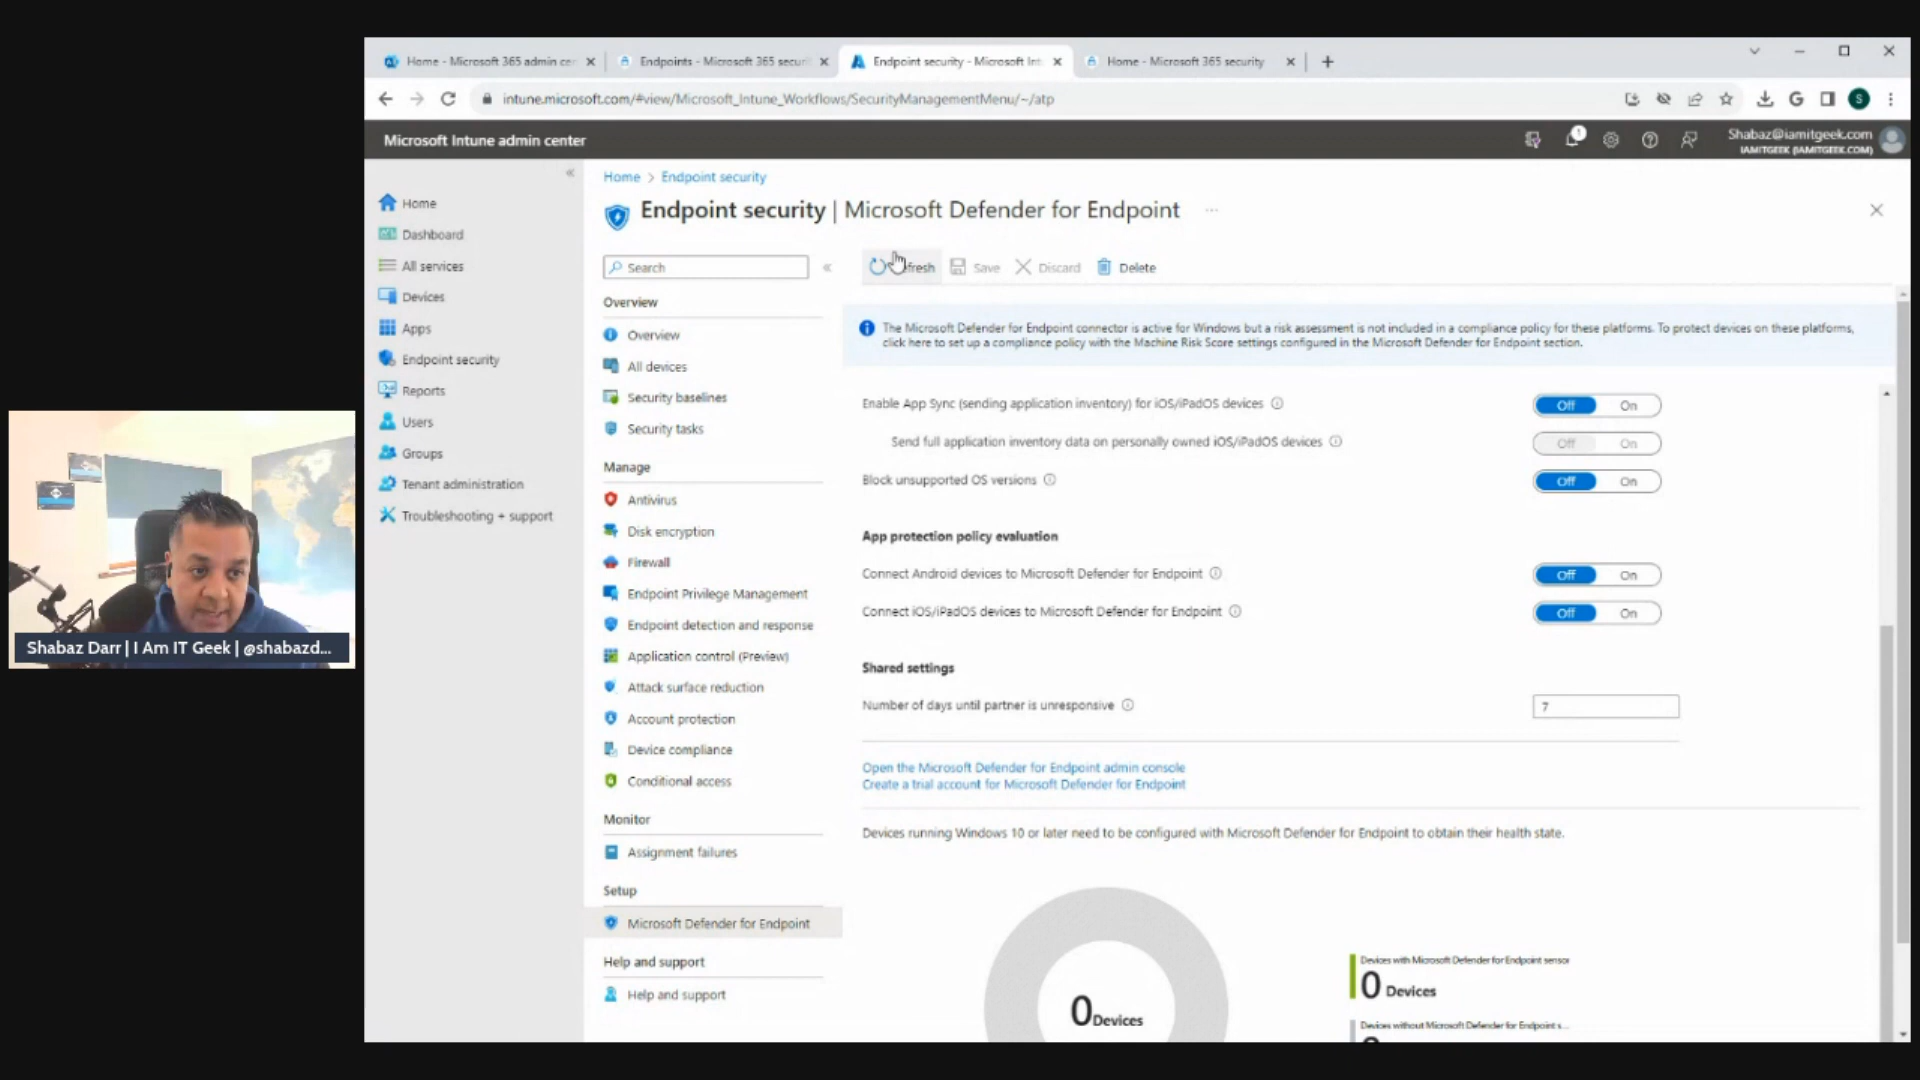 Home - Microsoft 365 admin cer
Endpoints - Microsoft 365 securi
Endpoint security - Microsoft Int
Home - Microsoft 365 security
intune.microsoft.com/#view/Microsoft_Intune_Workflows/SecurityManagementMenu/~/atp
G
S
Microsoft Intune admin center
1
Shabaz@iamitgeek.com
IAMITGEEK (IAMITGEEK.COM)
Home
Dashboard
All services
Devices
Apps
Endpoint security
Reports
Users
Groups
Tenant administration
Troubleshooting + support
Home > Endpoint security
Endpoint security | Microsoft Defender for Endpoint
Search
Overview
Overview
All devices
Security baselines
Security tasks
Manage
Antivirus
Disk encryption
Firewall
Endpoint Privilege Management
Endpoint detection and response
Application control (Preview)
Attack surface reduction
Account protection
Device compliance
Conditional access
Monitor
Assignment failures
Setup
Microsoft Defender for Endpoint
Help and support
Help and support
fresh Save Discard Delete
The Microsoft Defender for Endpoint connector is active for Windows but a risk assessment is not included in a compliance policy for these platforms. To protect devices on these platforms,
click here to set up a compliance policy with the Machine Risk Score settings configured in the Microsoft Defender for Endpoint section.
Enable App Sync (sending application inventory) for iOS/iPadOS devices Off On
Send full application inventory data on personally owned iOS/iPadOS devices Off On
Block unsupported OS versions Off On
App protection policy evaluation
Connect Android devices to Microsoft Defender for Endpoint Off On
Connect iOS/iPadOS devices to Microsoft Defender for Endpoint Off On
Shared settings
Number of days until partner is unresponsive 7
Open the Microsoft Defender for Endpoint admin console
Create a trial account for Microsoft Defender for Endpoint
Devices running Windows 10 or later need to be configured with Microsoft Defender for Endpoint to obtain their health state.
0 Devices
Devices with Microsoft Defender for Endpoint sensor
0 Devices
Devices without Microsoft Defender for Endpoint s...
Shabaz Darr | I Am IT Geek | @shabazd...